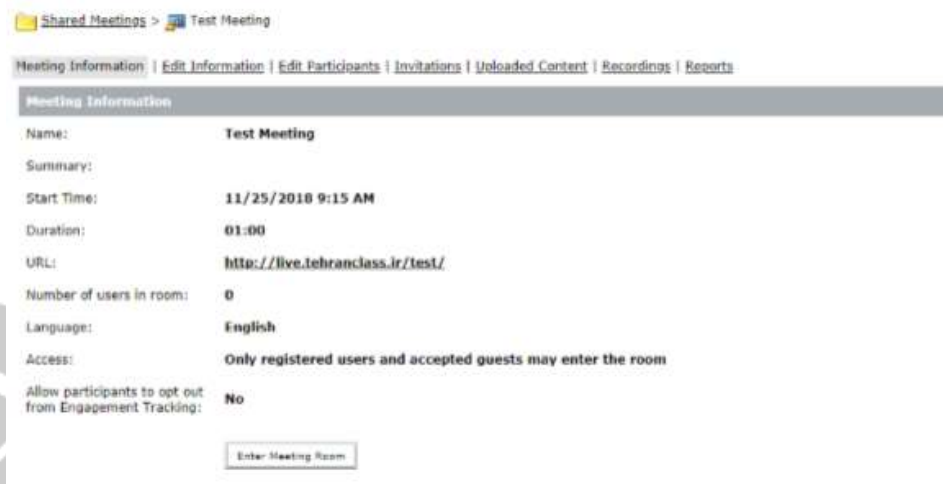 Shared Meetings > Test Meeting
Meeting Information | Edit Information | Edit Participants | Invitations | Uploaded Content | Recordings | Reports
Meeting Information
Name: Test Meeting
Summary:
Start Time: 11/25/2018 9:15 AM
Duration: 01:00
URL: http://live.tehranclass.ir/test/
Number of users in room: 0
Language: English
Access: Only registered users and accepted guests may enter the room
Allow participants to opt out
from Engagement Tracking: No
Enter Meeting Room